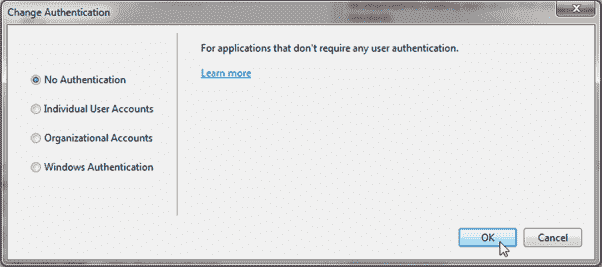 Change Authentication
For applications that don't require any user authentication.
Learn more
No Authentication
Individual User Accounts
Organizational Accounts
Windows Authentication
OK
Cancel